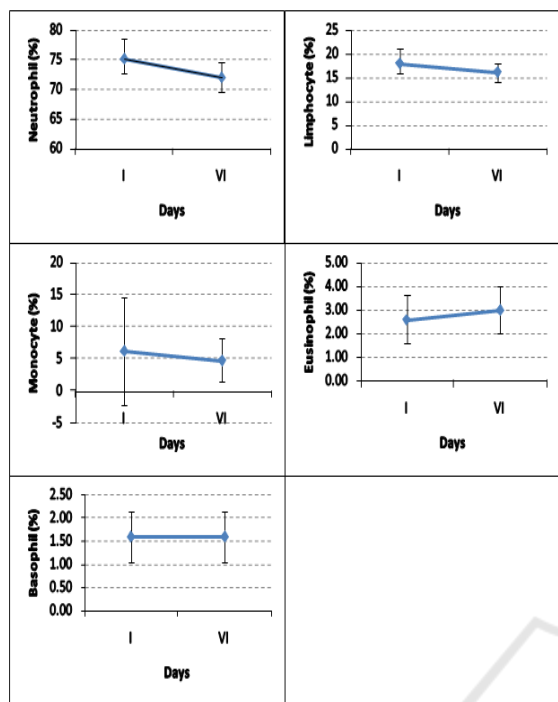 Neutrophil (%)
80
75
70
65
60
I VI
Days
Limphocyte (%)
25
20
15
10
5
0
I VI
Days
Monocyte (%)
20
15
10
5
0
-5
I VI
Days
Eusinophil (%)
5.00
4.00
3.00
2.00
1.00
0.00
I VI
Days
Basophil (%)
2.50
2.00
1.50
1.00
0.50
0.00
I VI
Days